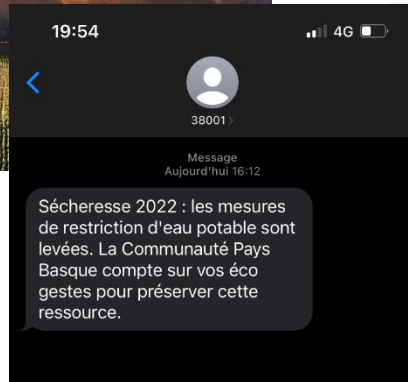 19:54
4G
38001 >
Message
Aujourd'hui 16:12
Sécheresse 2022 : les mesures
de restriction d'eau potable sont
levées. La Communauté Pays
Basque compte sur vos éco
gestes pour préserver cette
ressource.